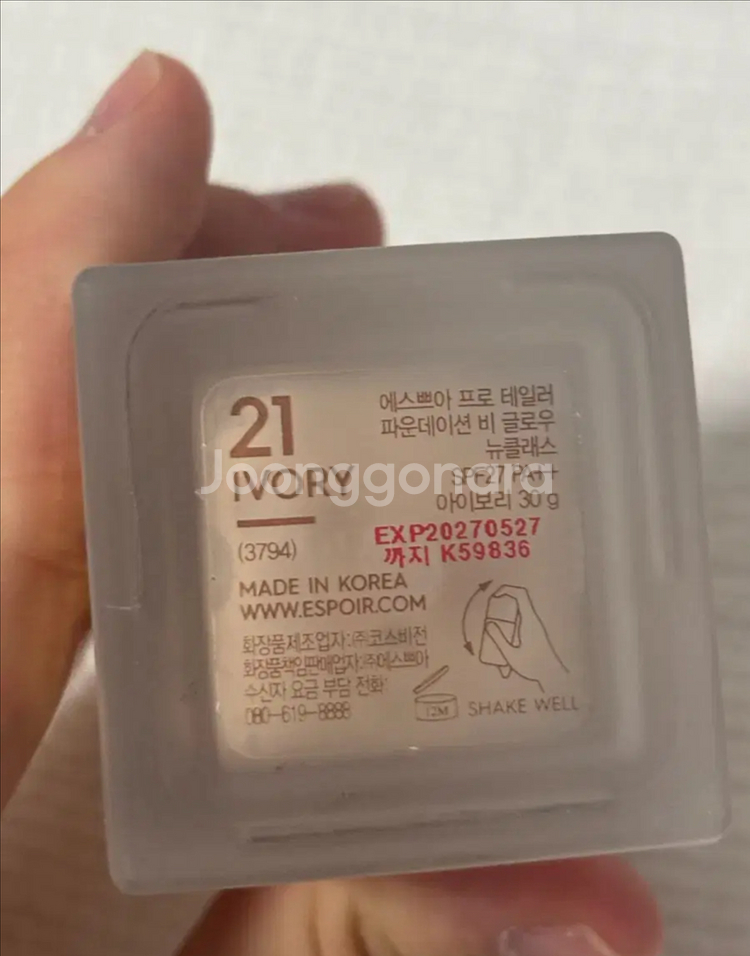 21
IVORY
(3794)
에스쁘아 프로 테일러
파운데이션 비 글로우
뉴클래스
SPF27 PA++
아이보리 30 g
EXP20270527
까지 K59836
MADE IN KOREA
WWW.ESPOIR.COM
화장품제조업자:㈜코스비전
화장품책임판매업자:㈜에스쁘아
수신자 요금 부담 전화:
080-619-8888
12M
SHAKE WELL
Joonggonara